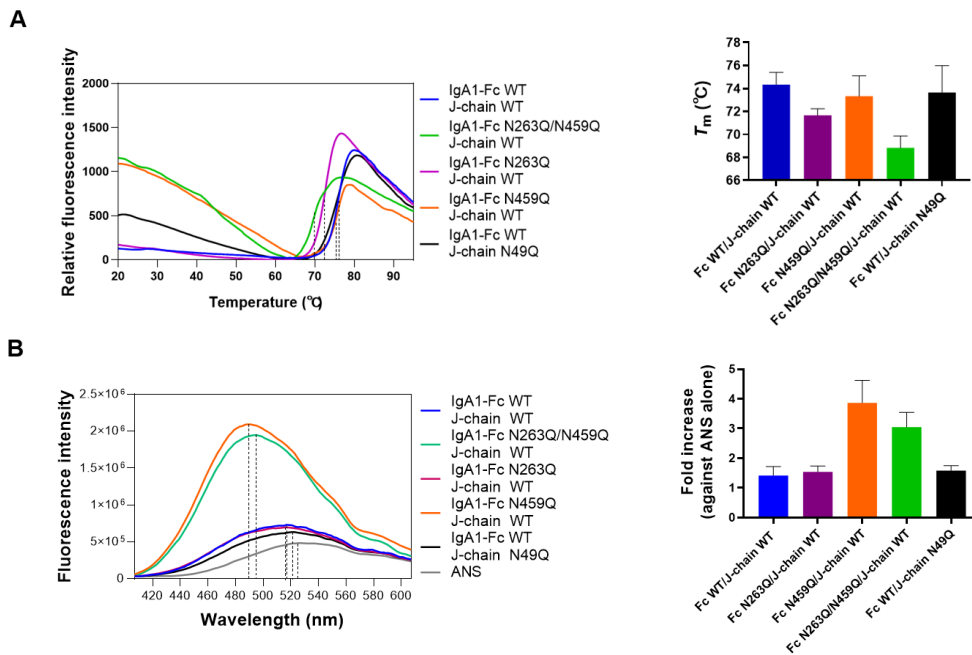 A
Relative fluorescence intensity
2000
1500
1000
500
0
20 30 40 50 60 70 80 90
Temperature (℃)
IgA1-Fc WT
J-chain WT
IgA1-Fc N263Q/N459Q
J-chain WT
IgA1-Fc N263Q
J-chain WT
IgA1-Fc N459Q
J-chain WT
IgA1-Fc WT
J-chain N49Q
Tm (℃)
78
76
74
72
70
68
66
Fc WT/J-chain WT
Fc N263Q/J-chain WT
Fc N459Q/J-chain WT
Fc N263Q/N459Q/J-chain WT
Fc WT/J-chain N49Q
B
Fluorescence intensity
2.5×10⁶
2×10⁶
1.5×10⁶
1×10⁶
5×10⁵
0
420 440 460 480 500 520 540 560 580 600
Wavelength (nm)
IgA1-Fc WT
J-chain WT
IgA1-Fc N263Q/N459Q
J-chain WT
IgA1-Fc N263Q
J-chain WT
IgA1-Fc N459Q
J-chain WT
IgA1-Fc WT
J-chain N49Q
ANS
Fold increase
(against ANS alone)
5
4
3
2
1
0
Fc WT/J-chain WT
Fc N263Q/J-chain WT
Fc N459Q/J-chain WT
Fc N263Q/N459Q/J-chain WT
Fc WT/J-chain N49Q